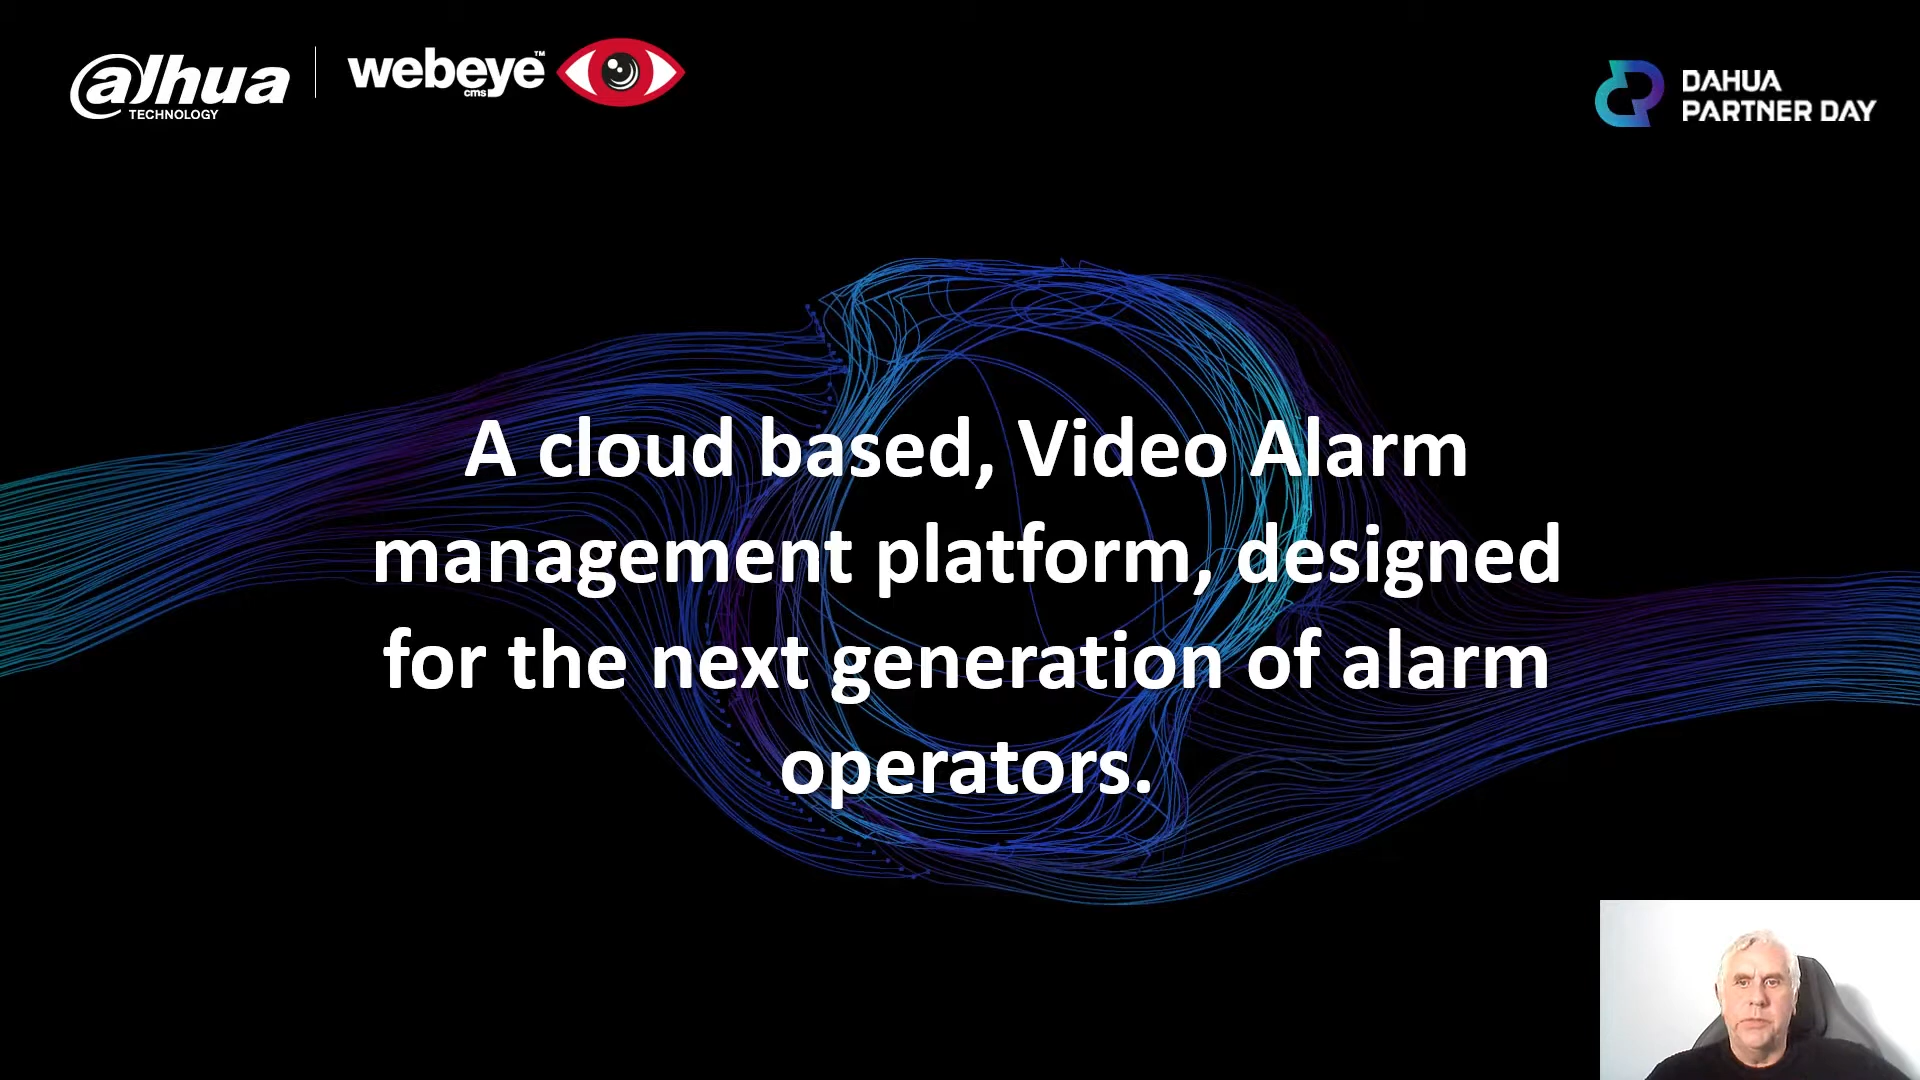 alhua
TECHNOLOGY
webeye™
cms
DAHUA
PARTNER DAY
A cloud based, Video Alarm
management platform, designed
for the next generation of alarm
operators.